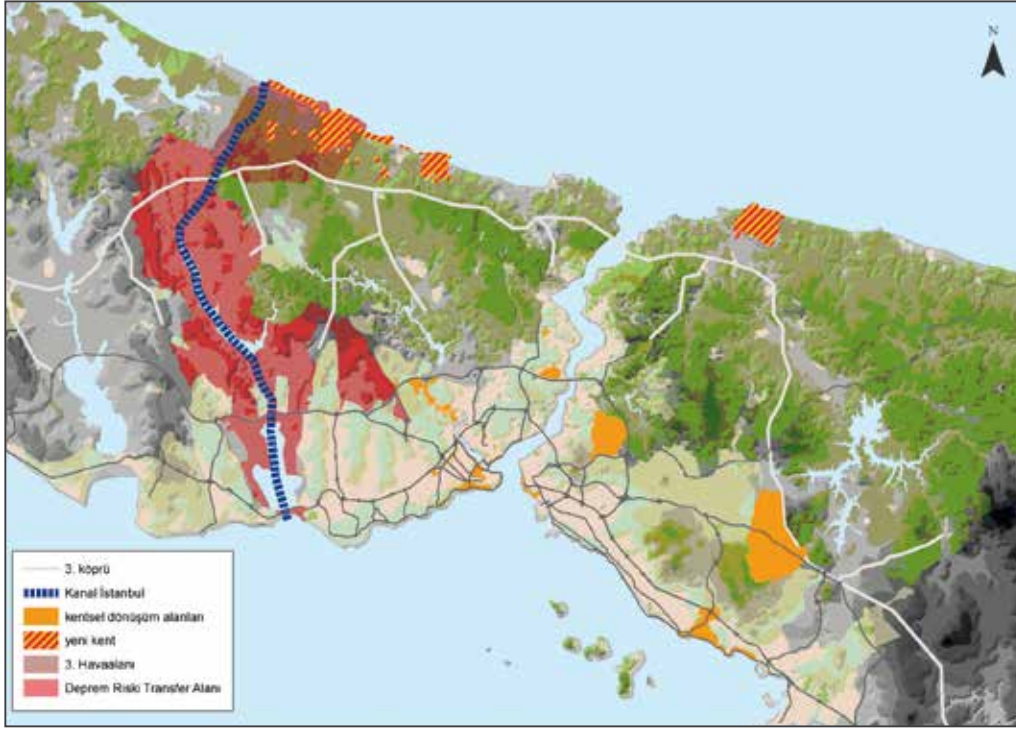 N
3. köprü
Kanal İstanbul
kentsel dönüşüm alanları
yeni kent
3. Havaalanı
Deprem Riski Transfer Alanı